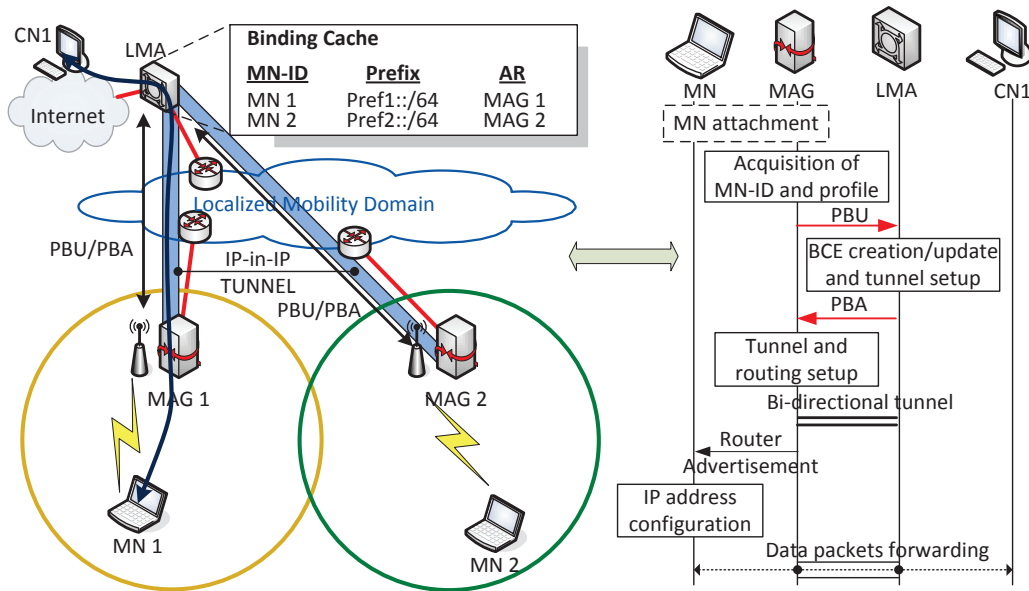 CN1
LMA
Internet
Binding Cache
MN-ID Prefix AR
MN 1 Pref1::/64 MAG 1
MN 2 Pref2::/64 MAG 2
Localized Mobility Domain
PBU/PBA
IP-in-IP
TUNNEL
PBU/PBA
MAG 1
MAG 2
MN 1
MN 2
MN MAG LMA CN1
MN attachment
Acquisition of
MN-ID and profile
PBU
BCE creation/update
and tunnel setup
PBA
Tunnel and
routing setup
Bi-directional tunnel
Router
Advertisement
IP address
configuration
Data packets forwarding